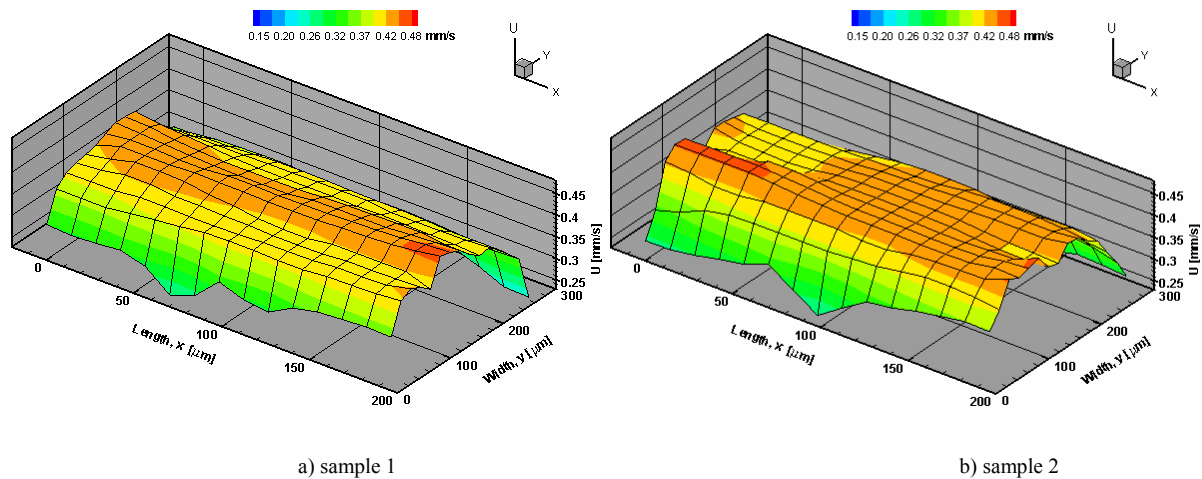 0.15 0.20 0.26 0.32 0.37 0.42 0.48 mm/s
U
Y
X
0.45
0.4
0.35
0.3
0.25
U [mm/s]
0
50
100
150
200
Length, x [μm]
0
100
200
300
Width, y [μm]
a) sample 1
0.15 0.20 0.26 0.32 0.37 0.42 0.48 mm/s
U
Y
X
0.45
0.4
0.35
0.3
0.25
U [mm/s]
0
50
100
150
200
Length, x [μm]
0
100
200
300
Width, y [μm]
b) sample 2